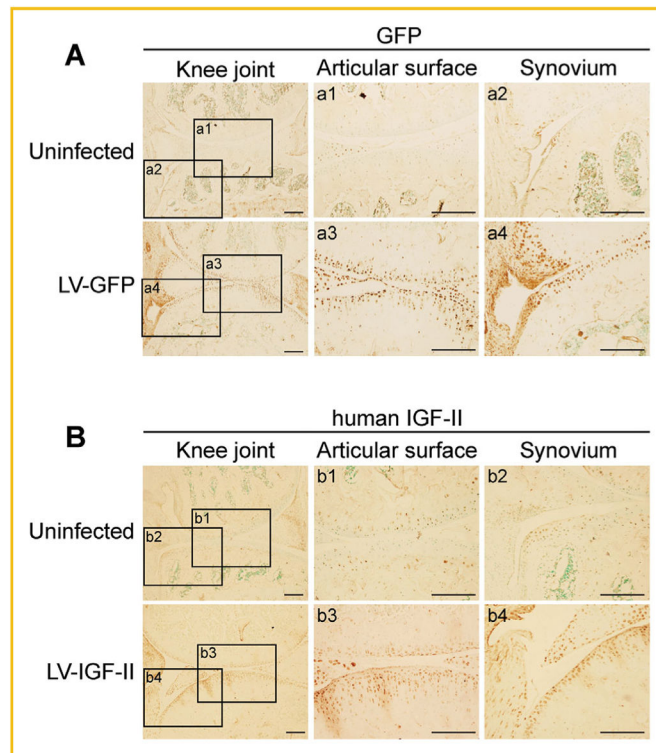 A
GFP
Knee joint Articular surface Synovium
Uninfected
a1
a2
a1
a2
LV-GFP
a3
a4
a3
a4
B
human IGF-II
Knee joint Articular surface Synovium
Uninfected
b1
b2
b1
b2
LV-IGF-II
b3
b4
b3
b4